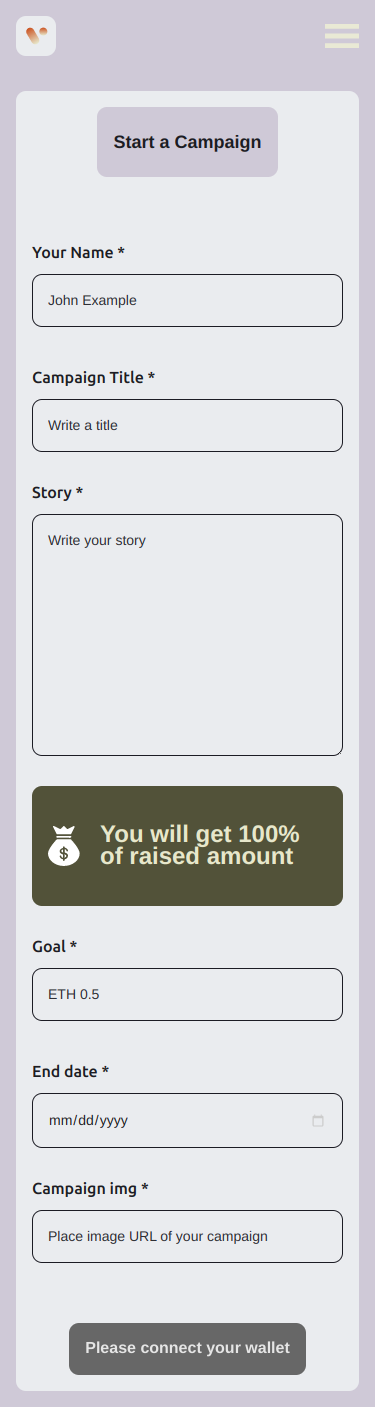 Start a Campaign
Your Name *
John Example
Campaign Title *
Write a title
Story *
Write your story
You will get 100%
of raised amount
Goal *
ETH 0.5
End date *
mm/dd/yyyy
Campaign img *
Place image URL of your campaign
Please connect your wallet